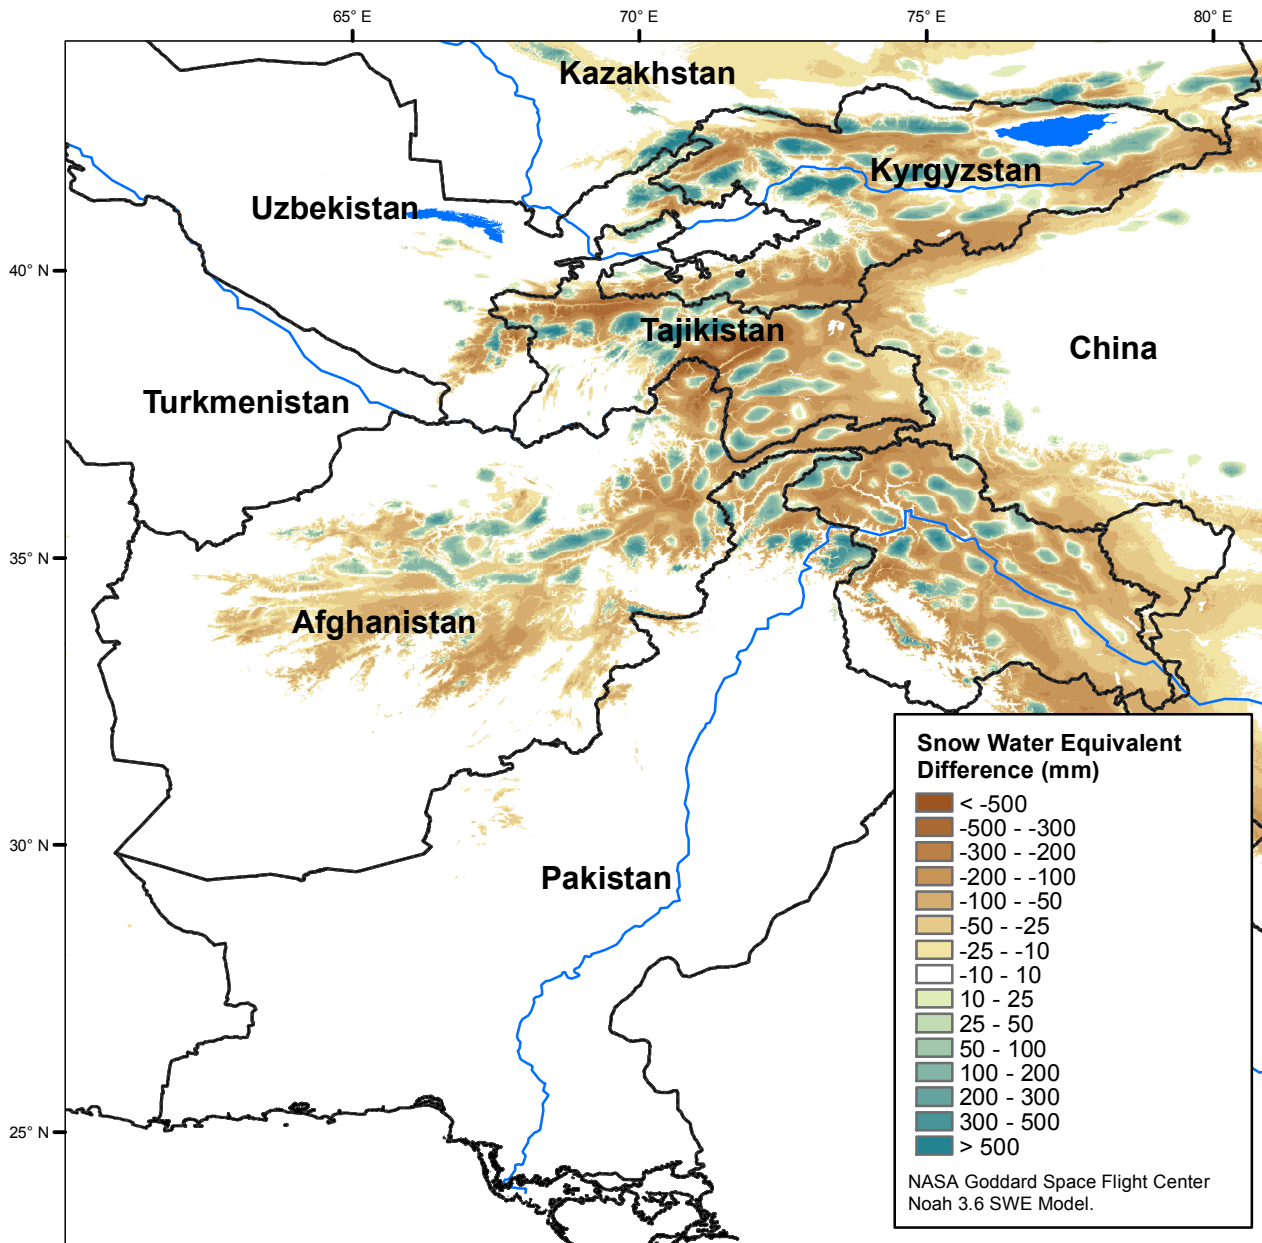 65° E
70° E
75° E
80° E
Kazakhstan
Kyrgyzstan
Uzbekistan
40° N
Tajikistan
China
Turkmenistan
35° N
Afghanistan
30° N
Pakistan
25° N
Snow Water Equivalent
Difference (mm)
< -500
-500 - -300
-300 - -200
-200 - -100
-100 - -50
-50 - -25
-25 - -10
-10 - 10
10 - 25
25 - 50
50 - 100
100 - 200
200 - 300
300 - 500
> 500
NASA Goddard Space Flight Center
Noah 3.6 SWE Model.